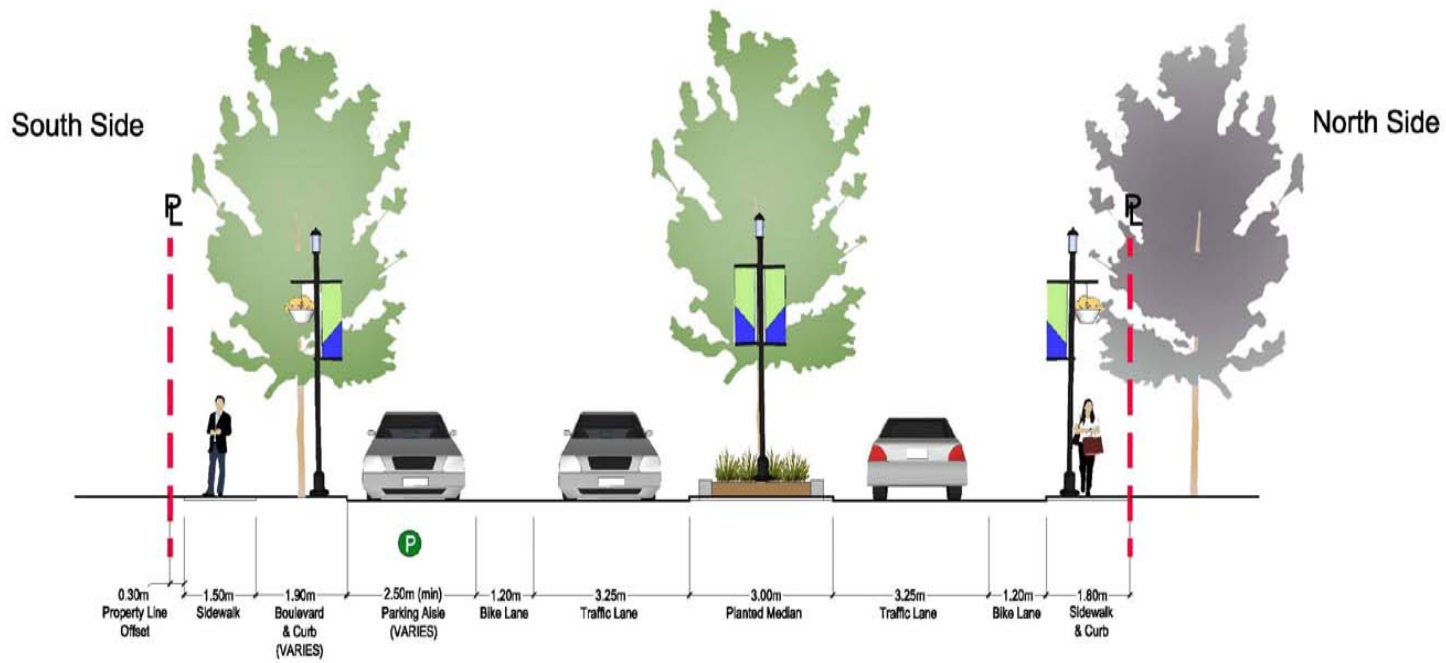 South Side
North Side
PL
PL
P
0.30m
Property Line
Offset
1.50m
Sidewalk
1.90m
Boulevard
& Curb
(VARIES)
2.50m (min)
Parking Aisle
(VARIES)
1.20m
Bike Lane
3.25m
Traffic Lane
3.00m
Planted Median
3.25m
Traffic Lane
1.20m
Bike Lane
1.80m
Sidewalk
& Curb